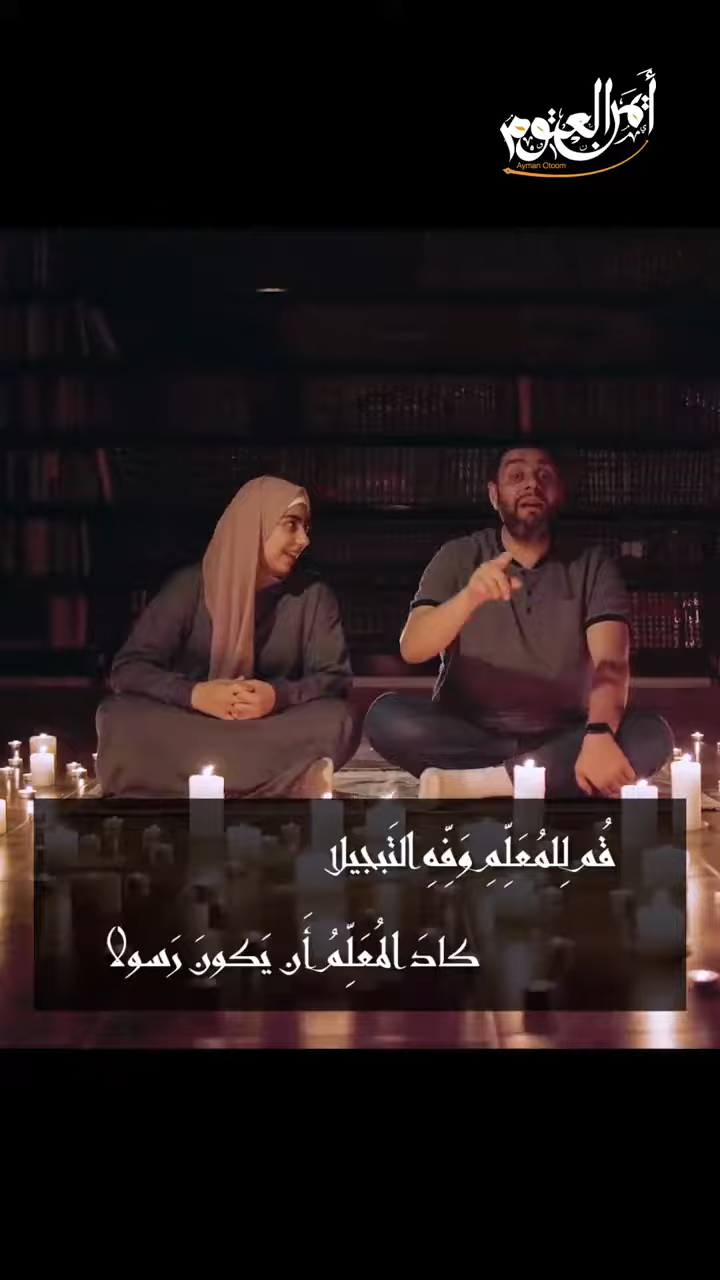 أيمن العتوم
Ayman Otoom
قُم لِلمُعَلِّمِ وَفِّهِ التَبجيلا
كادَ المُعَلِّمُ أَن يَكونَ رَسولا